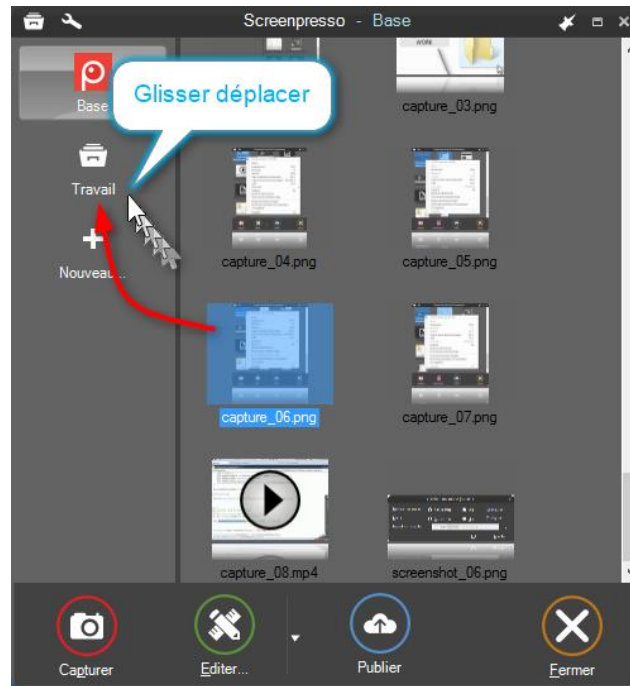 Screenpresso - Base
Base
Glisser déplacer
Travail
Nouveau...
capture_03.png
capture_04.png
capture_05.png
capture_06.png
capture_07.png
capture_08.mp4
screenshot_06.png
Capturer
Editer...
Publier
Fermer